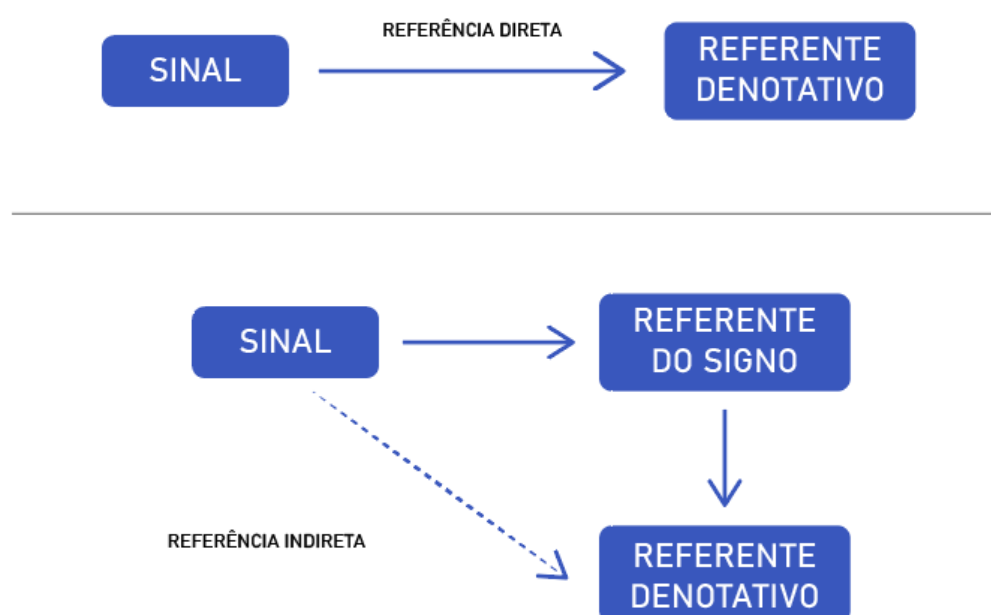 REFERÊNCIA DIRETA
SINAL
REFERENTE
DENOTATIVO
SINAL
REFERENTE
DO SIGNO
REFERÊNCIA INDIRETA
REFERENTE
DENOTATIVO